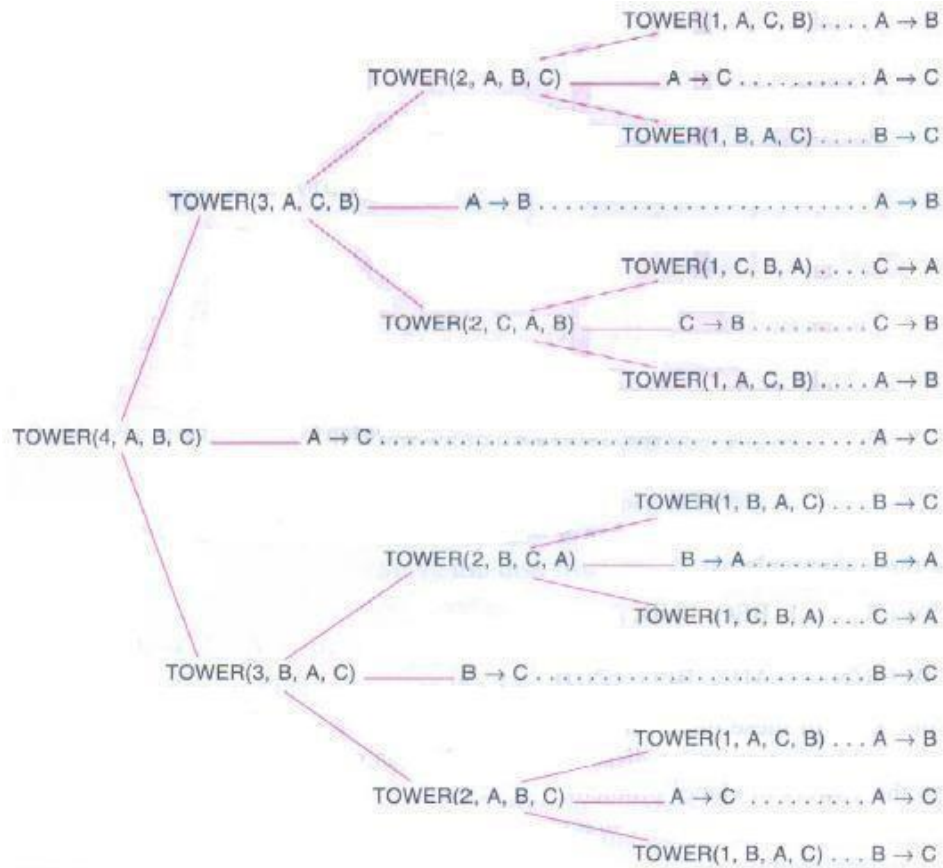 TOWER(1, A, C, B) . . . . A → B
TOWER(2, A, B, C) A → C . . . . . . . . . . A → C
TOWER(1, B, A, C) . . . . B → C
TOWER(3, A, C, B) A → B . . . . . . . . . . . . . . . . . . . . . . . . . . . A → B
TOWER(1, C, B, A) . . . . C → A
TOWER(2, C, A, B) C → B . . . . . . . . C → B
TOWER(1, A, C, B) . . . . A → B
TOWER(4, A, B, C) A → C . . . . . . . . . . . . . . . . . . . . . . . . . . . . . . . . . . . . . . . A → C
TOWER(1, B, A, C) . . . B → C
TOWER(2, B, C, A) B → A . . . . . . . . B → A
TOWER(1, C, B, A) . . . C → A
TOWER(3, B, A, C) B → C . . . . . . . . . . . . . . . . . . . . . . . . . . . B → C
TOWER(1, A, C, B) . . . A → B
TOWER(2, A, B, C) A → C . . . . . . . . . A → C
TOWER(1, B, A, C) . . . B → C